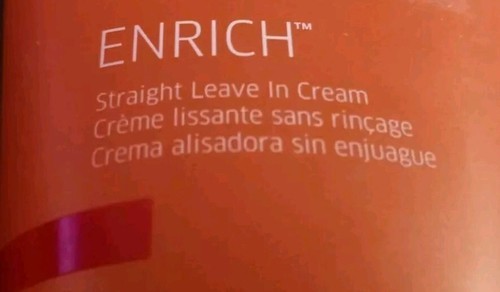 ENRICH™
Straight Leave In Cream
Crème lissante sans rinçage
Crema alisadora sin enjuague